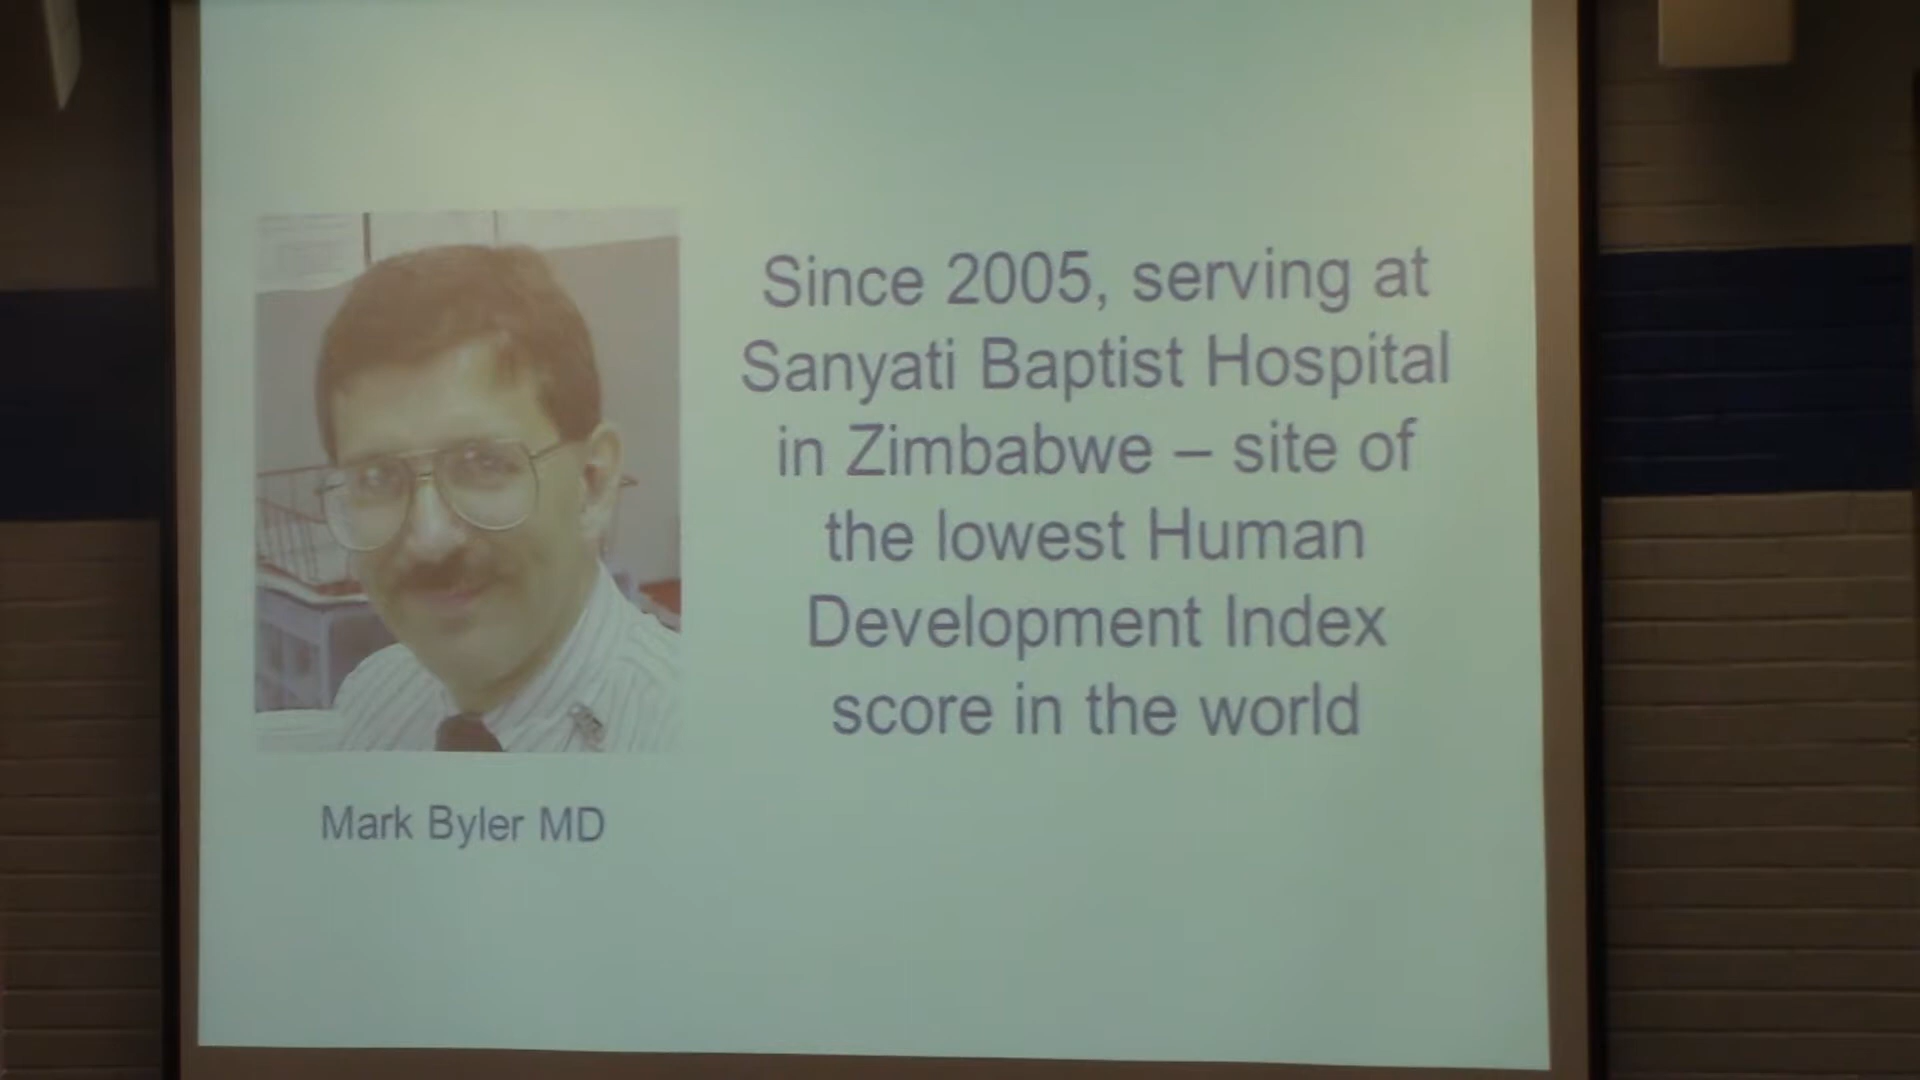 Since 2005, serving at
Sanyati Baptist Hospital
in Zimbabwe – site of
the lowest Human
Development Index
score in the world
Mark Byler MD